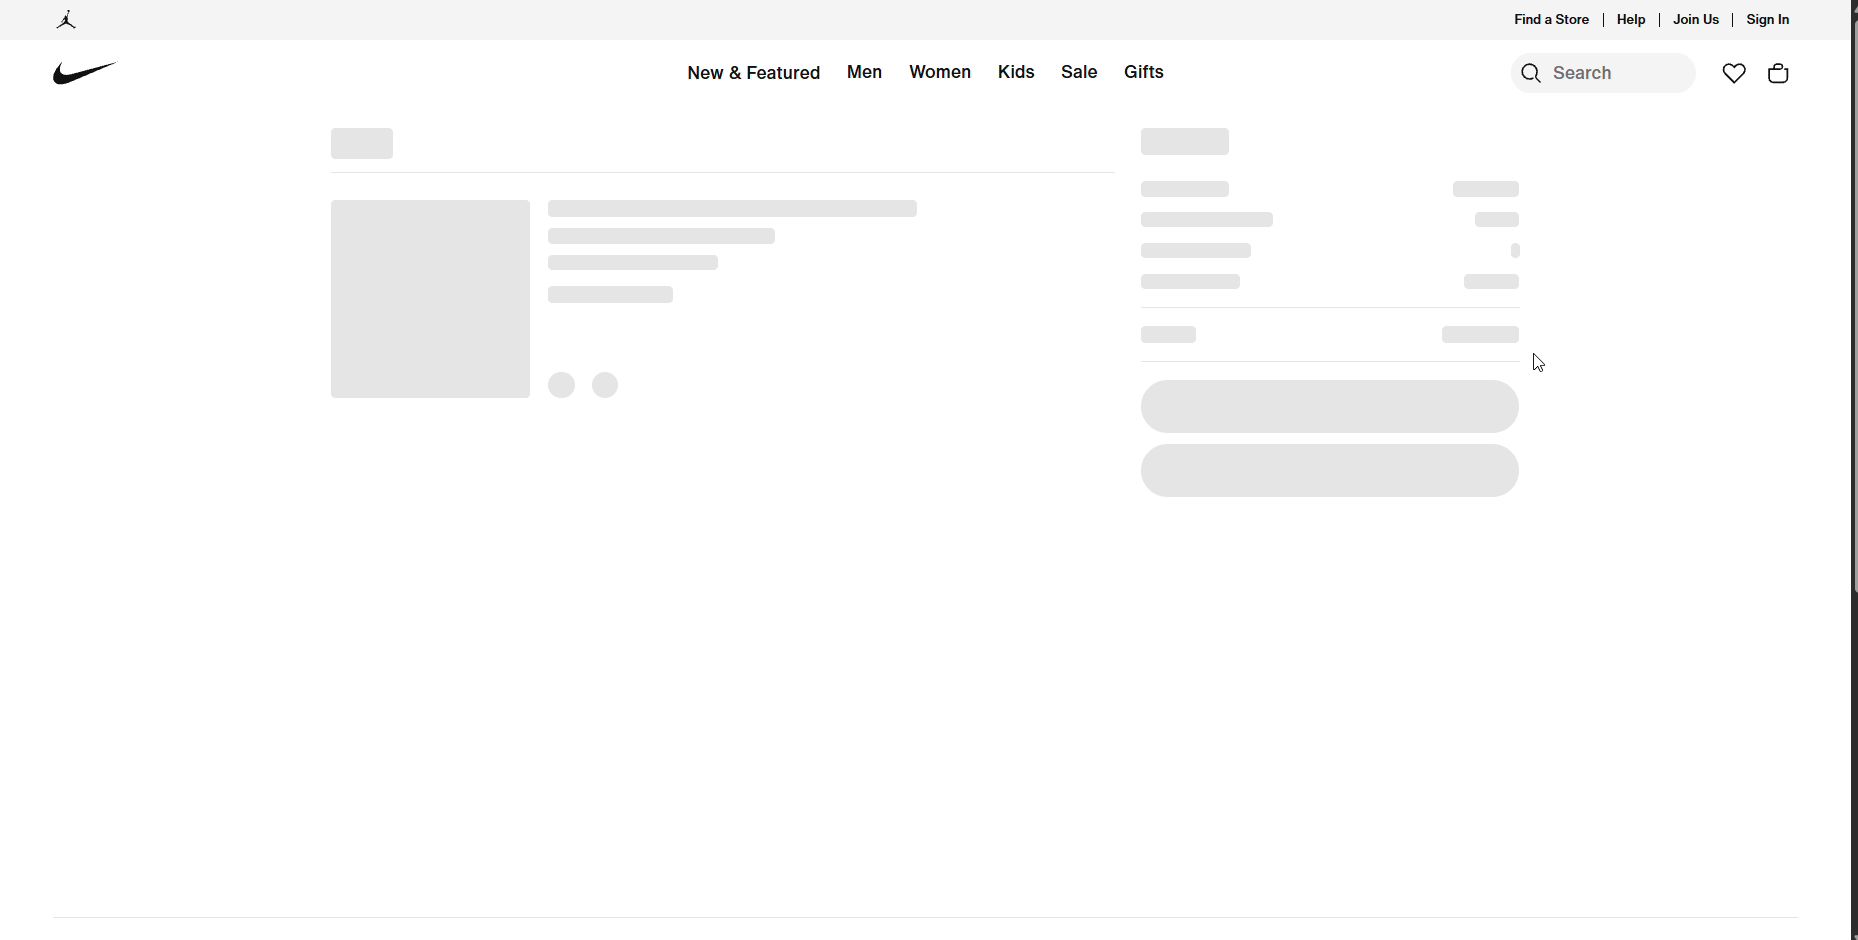 Find a Store | Help | Join Us | Sign In
New & Featured Men Women Kids Sale Gifts Search